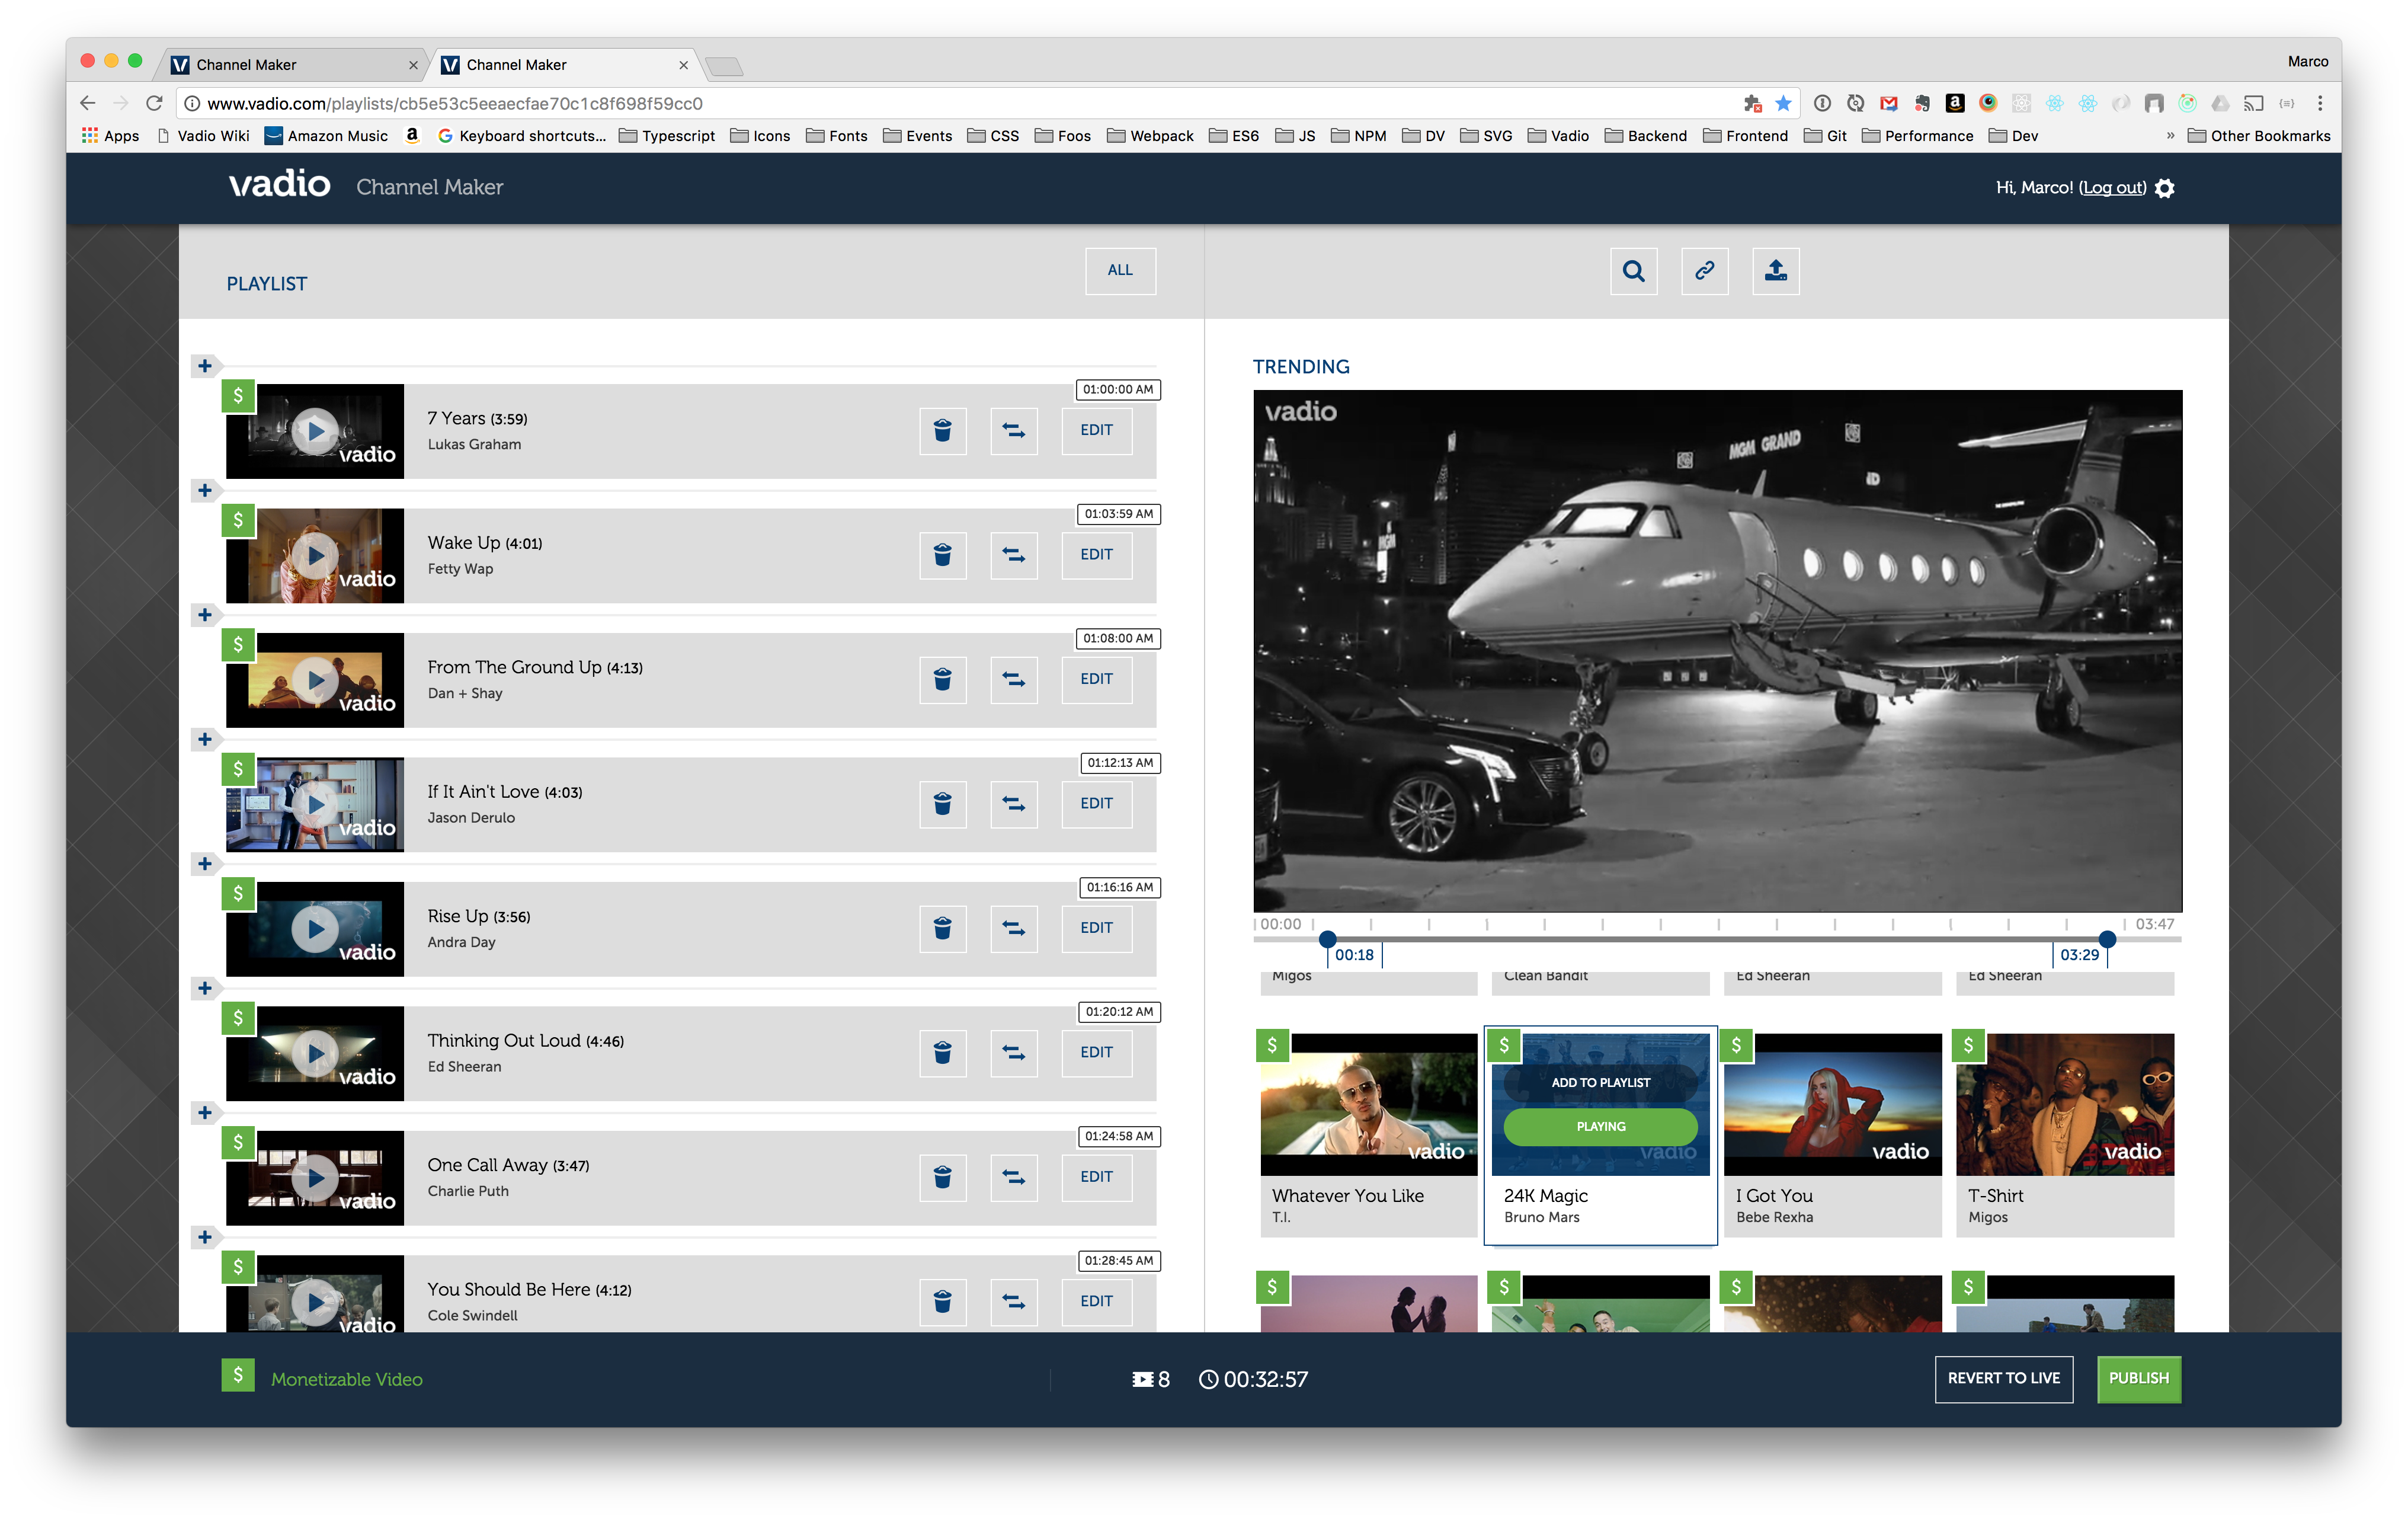 Channel Maker
Channel Maker
Marco
www.vadio.com/playlists/cb5e53c5eeaecfae70c1c8f698f59cc0
Apps Vadio Wiki Amazon Music Keyboard shortcuts... Typescript Icons Fonts Events CSS Foos Webpack ES6 JS NPM DV SVG Vadio Backend Frontend Git Performance Dev » Other Bookmarks
vadio Channel Maker
Hi, Marco! (Log out)
PLAYLIST
ALL
01:00:00 AM
$
7 Years (3:59)
Lukas Graham
vadio
EDIT
01:03:59 AM
$
Wake Up (4:01)
Fetty Wap
vadio
EDIT
01:08:00 AM
$
From The Ground Up (4:13)
Dan + Shay
vadio
EDIT
01:12:13 AM
$
If It Ain't Love (4:03)
Jason Derulo
vadio
EDIT
01:16:16 AM
$
Rise Up (3:56)
Andra Day
vadio
EDIT
01:20:12 AM
$
Thinking Out Loud (4:46)
Ed Sheeran
vadio
EDIT
01:24:58 AM
$
One Call Away (3:47)
Charlie Puth
vadio
EDIT
01:28:45 AM
$
You Should Be Here (4:12)
Cole Swindell
vadio
EDIT
TRENDING
vadio
MGM GRAND
00:00
03:47
00:18
03:29
Migos
Clean Bandit
Ed Sheeran
Ed Sheeran
$
vadio
Whatever You Like
T.I.
$
ADD TO PLAYLIST
PLAYING
vadio
24K Magic
Bruno Mars
$
vadio
I Got You
Bebe Rexha
$
vadio
T-Shirt
Migos
$
$
$
$
$ Monetizable Video
8
00:32:57
REVERT TO LIVE
PUBLISH